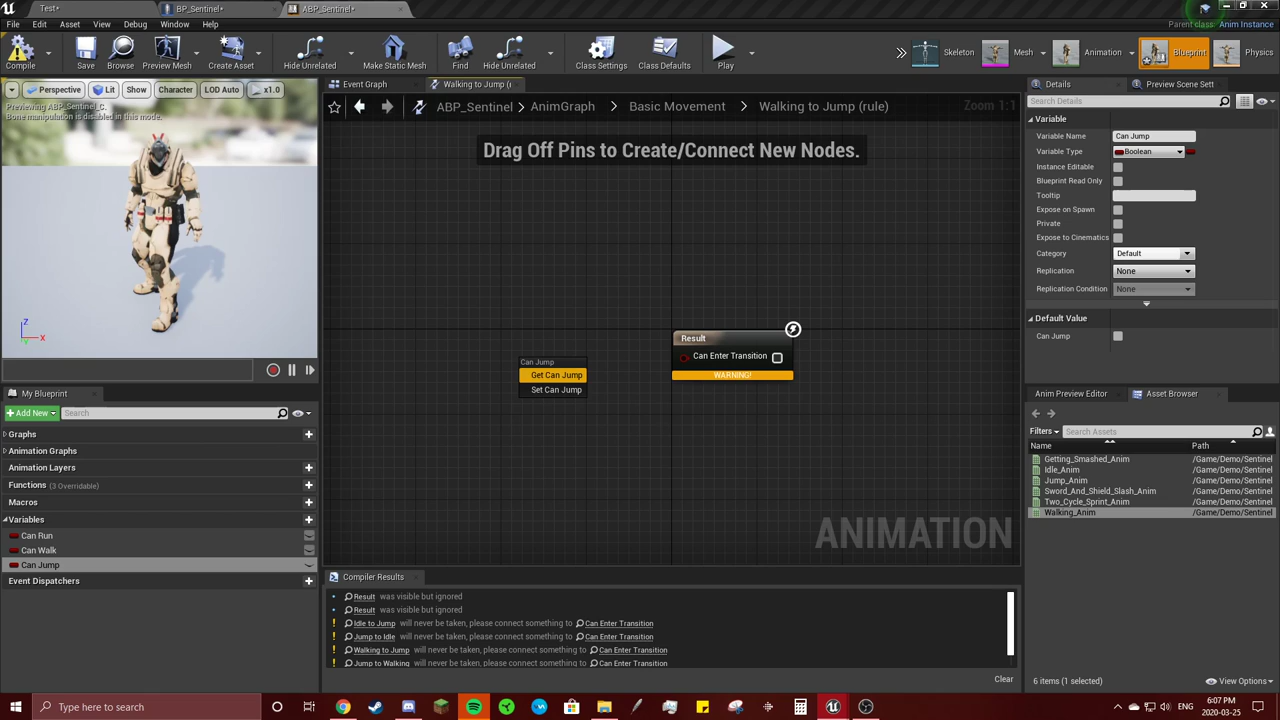 Test*
BP_Sentinel*
ABP_Sentinel*
File
Edit
Asset
View
Debug
Window
Help
Parent class: Anim Instance
Compile
Save
Browse
Preview Mesh
Create Asset
Hide Unrelated
Make Static Mesh
Find
Hide Unrelated
Class Settings
Class Defaults
Play
Skeleton
Mesh
Animation
Blueprint
Physics
Perspective
Lit
Show
Character
LOD Auto
x1.0
Previewing ABP_Sentinel_C.
Bone manipulation is disabled in this mode.
Z
X
Event Graph
Walking to Jump (r
ABP_Sentinel > AnimGraph > Basic Movement > Walking to Jump (rule)
Zoom 1:1
Drag Off Pins to Create/Connect New Nodes.
Can Jump
Get Can Jump
Set Can Jump
Result
Can Enter Transition
WARNING!
ANIMATION
My Blueprint
Add New
Search
Graphs
Animation Graphs
Animation Layers
Functions (3 Overridable)
Macros
Variables
Can Run
Can Walk
Can Jump
Event Dispatchers
Compiler Results
Result was visible but ignored
Result was visible but ignored
Idle to Jump will never be taken, please connect something to Can Enter Transition
Jump to Idle will never be taken, please connect something to Can Enter Transition
Walking to Jump will never be taken, please connect something to Can Enter Transition
Jump to Walking will never be taken, please connect something to Can Enter Transition
Clear
Details
Preview Scene Sett
Search Details
Variable
Variable Name Can Jump
Variable Type Boolean
Instance Editable
Blueprint Read Only
Tooltip
Expose on Spawn
Private
Expose to Cinematics
Category Default
Replication None
Replication Condition None
Default Value
Can Jump
Anim Preview Editor
Asset Browser
Filters
Search Assets
Name Path
Getting_Smashed_Anim /Game/Demo/Sentinel
Idle_Anim /Game/Demo/Sentinel
Jump_Anim /Game/Demo/Sentinel
Sword_And_Shield_Slash_Anim /Game/Demo/Sentinel
Two_Cycle_Sprint_Anim /Game/Demo/Sentinel
Walking_Anim /Game/Demo/Sentinel
6 items (1 selected)
View Options
Type here to search
6:07 PM
2020-03-25